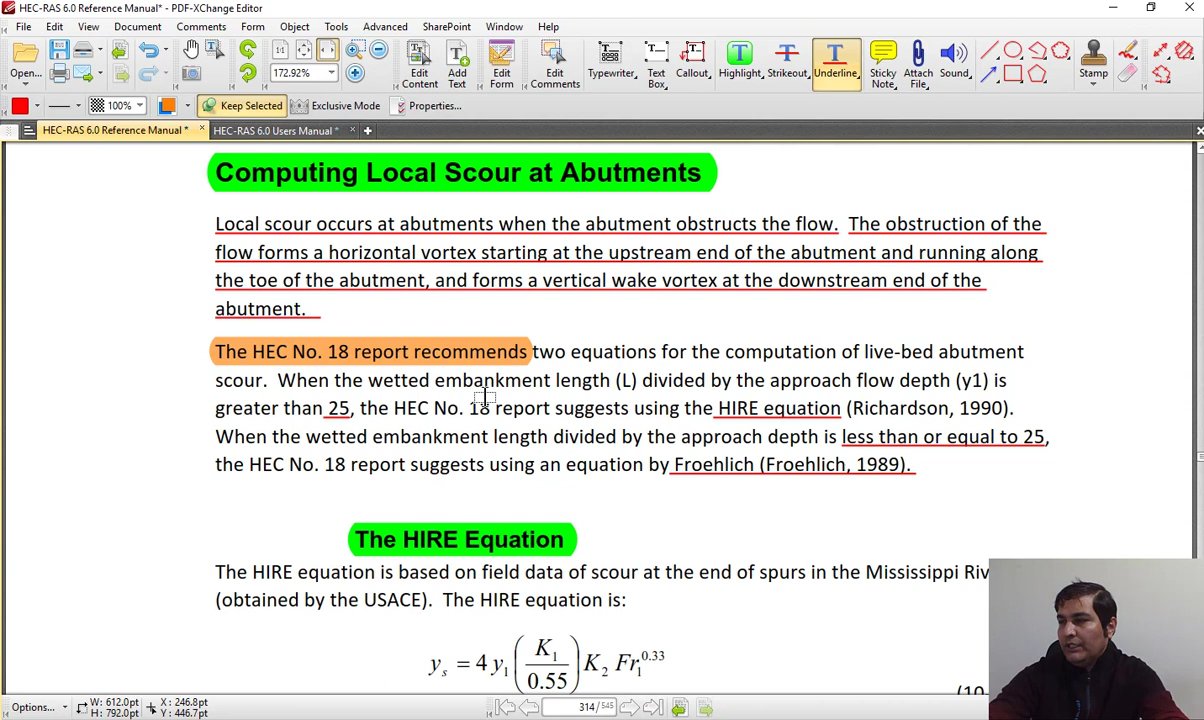 HEC-RAS 6.0 Reference Manual* - PDF-XChange Editor
File Edit View Document Comments Form Objects Tools Advanced SharePoint Window Help
Open... 172.92% Edit Content Add Text Edit Form Edit Comments Typewriter Text Box Callout Highlight Strikeout Underline Sticky Note Attach File Sound Stamp
100% Keep Selected Exclusive Mode Properties...
HEC-RAS 6.0 Reference Manual * HEC-RAS 6.0 Users Manual *
Computing Local Scour at Abutments
Local scour occurs at abutments when the abutment obstructs the flow. The obstruction of the
flow forms a horizontal vortex starting at the upstream end of the abutment and running along
the toe of the abutment, and forms a vertical wake vortex at the downstream end of the
abutment.
The HEC No. 18 report recommends two equations for the computation of live-bed abutment
scour. When the wetted embankment length (L) divided by the approach flow depth (y1) is
greater than 25, the HEC No. 18 report suggests using the HIRE equation (Richardson, 1990).
When the wetted embankment length divided by the approach depth is less than or equal to 25,
the HEC No. 18 report suggests using an equation by Froehlich (Froehlich, 1989).
The HIRE Equation
The HIRE equation is based on field data of scour at the end of spurs in the Mississippi Riv
(obtained by the USACE). The HIRE equation is:
y_s = 4 y_1 (K_1 / 0.55) K_2 Fr_1^0.33
(10
Options... W: 612.0pt H: 792.0pt X: 246.8pt Y: 446.7pt 314 / 545